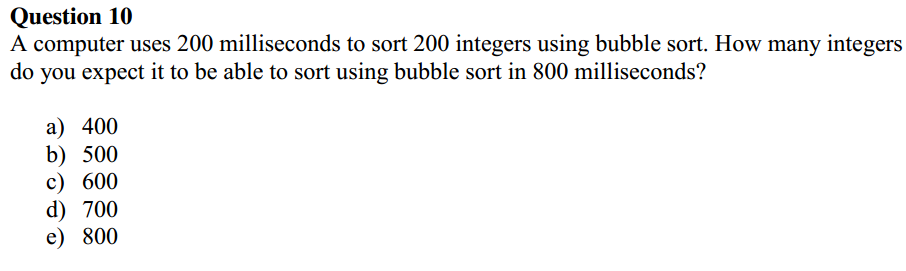 Question 10
A computer uses 200 milliseconds to sort 200 integers using bubble sort. How many integers
do you expect it to be able to sort using bubble sort in 800 milliseconds?
a) 400
b) 500
c) 600
d) 700
e) 800